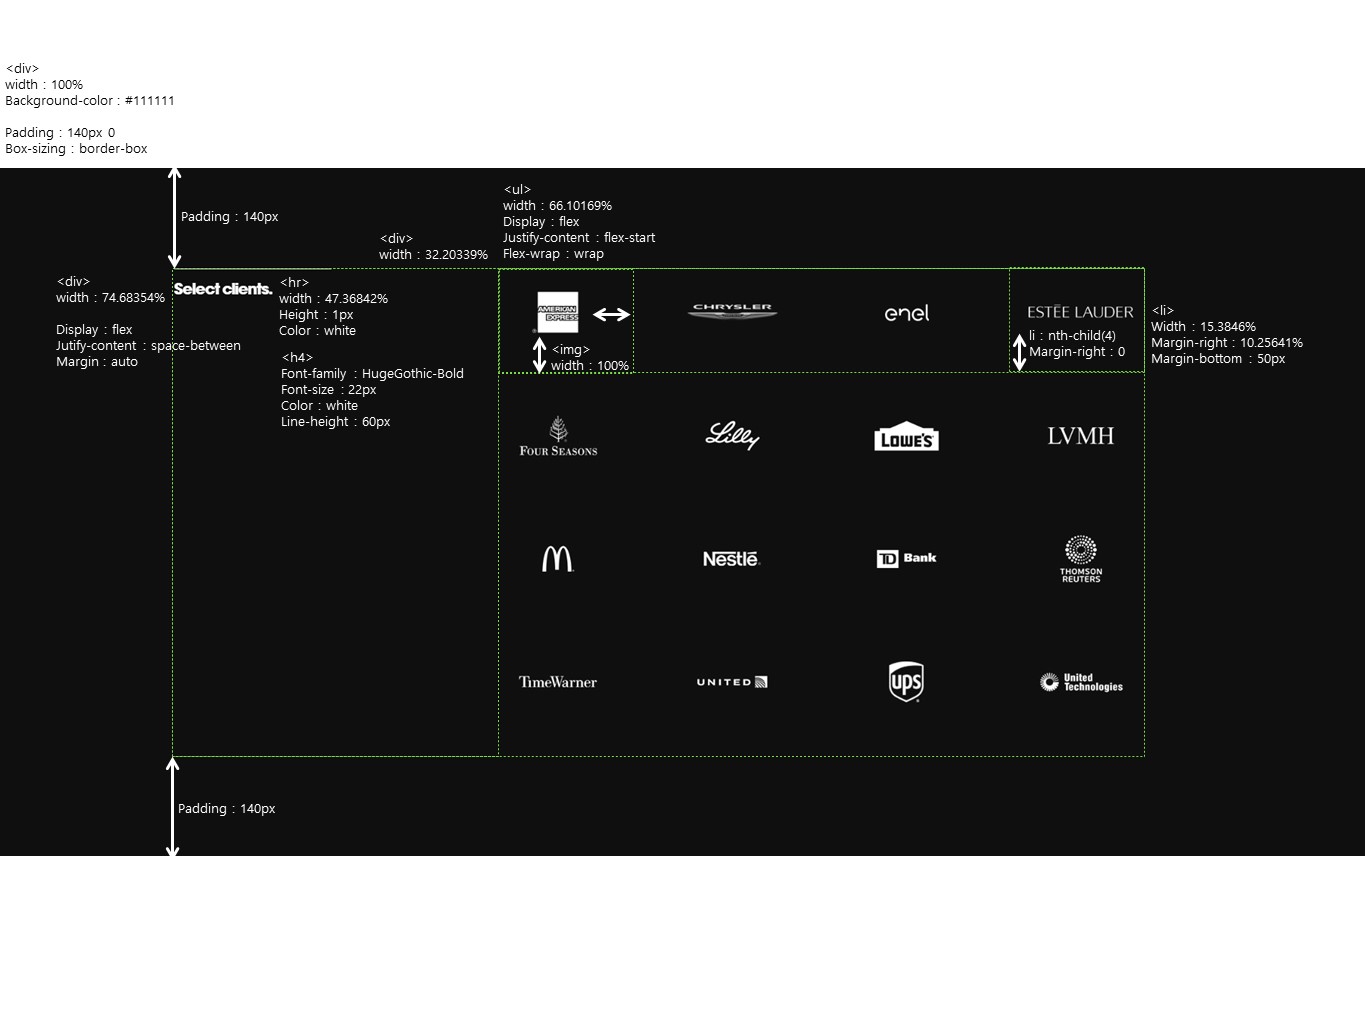 <div>
width : 100%
Background-color : #111111
Padding : 140px 0
Box-sizing : border-box
Padding : 140px
<ul>
width : 66.10169%
Display : flex
Justify-content : flex-start
Flex-wrap : wrap
<div>
width : 32.20339%
<div>
width : 74.68354%
Display : flex
Jutify-content : space-between
Margin : auto
Select clients.
<hr>
width : 47.36842%
Height : 1px
Color : white
<h4>
Font-family : HugeGothic-Bold
Font-size : 22px
Color : white
Line-height : 60px
AMERICAN EXPRESS
<img>
width : 100%
CHRYSLER
enel
ESTĒE LAUDER
li : nth-child(4)
Margin-right : 0
<li>
Width : 15.3846%
Margin-right : 10.25641%
Margin-bottom : 50px
FOUR SEASONS
Lilly
LOWE'S
LVMH
M
Nestlé
TD Bank
THOMSON
REUTERS
TimeWarner
UNITED
ups
United
Technologies
Padding : 140px